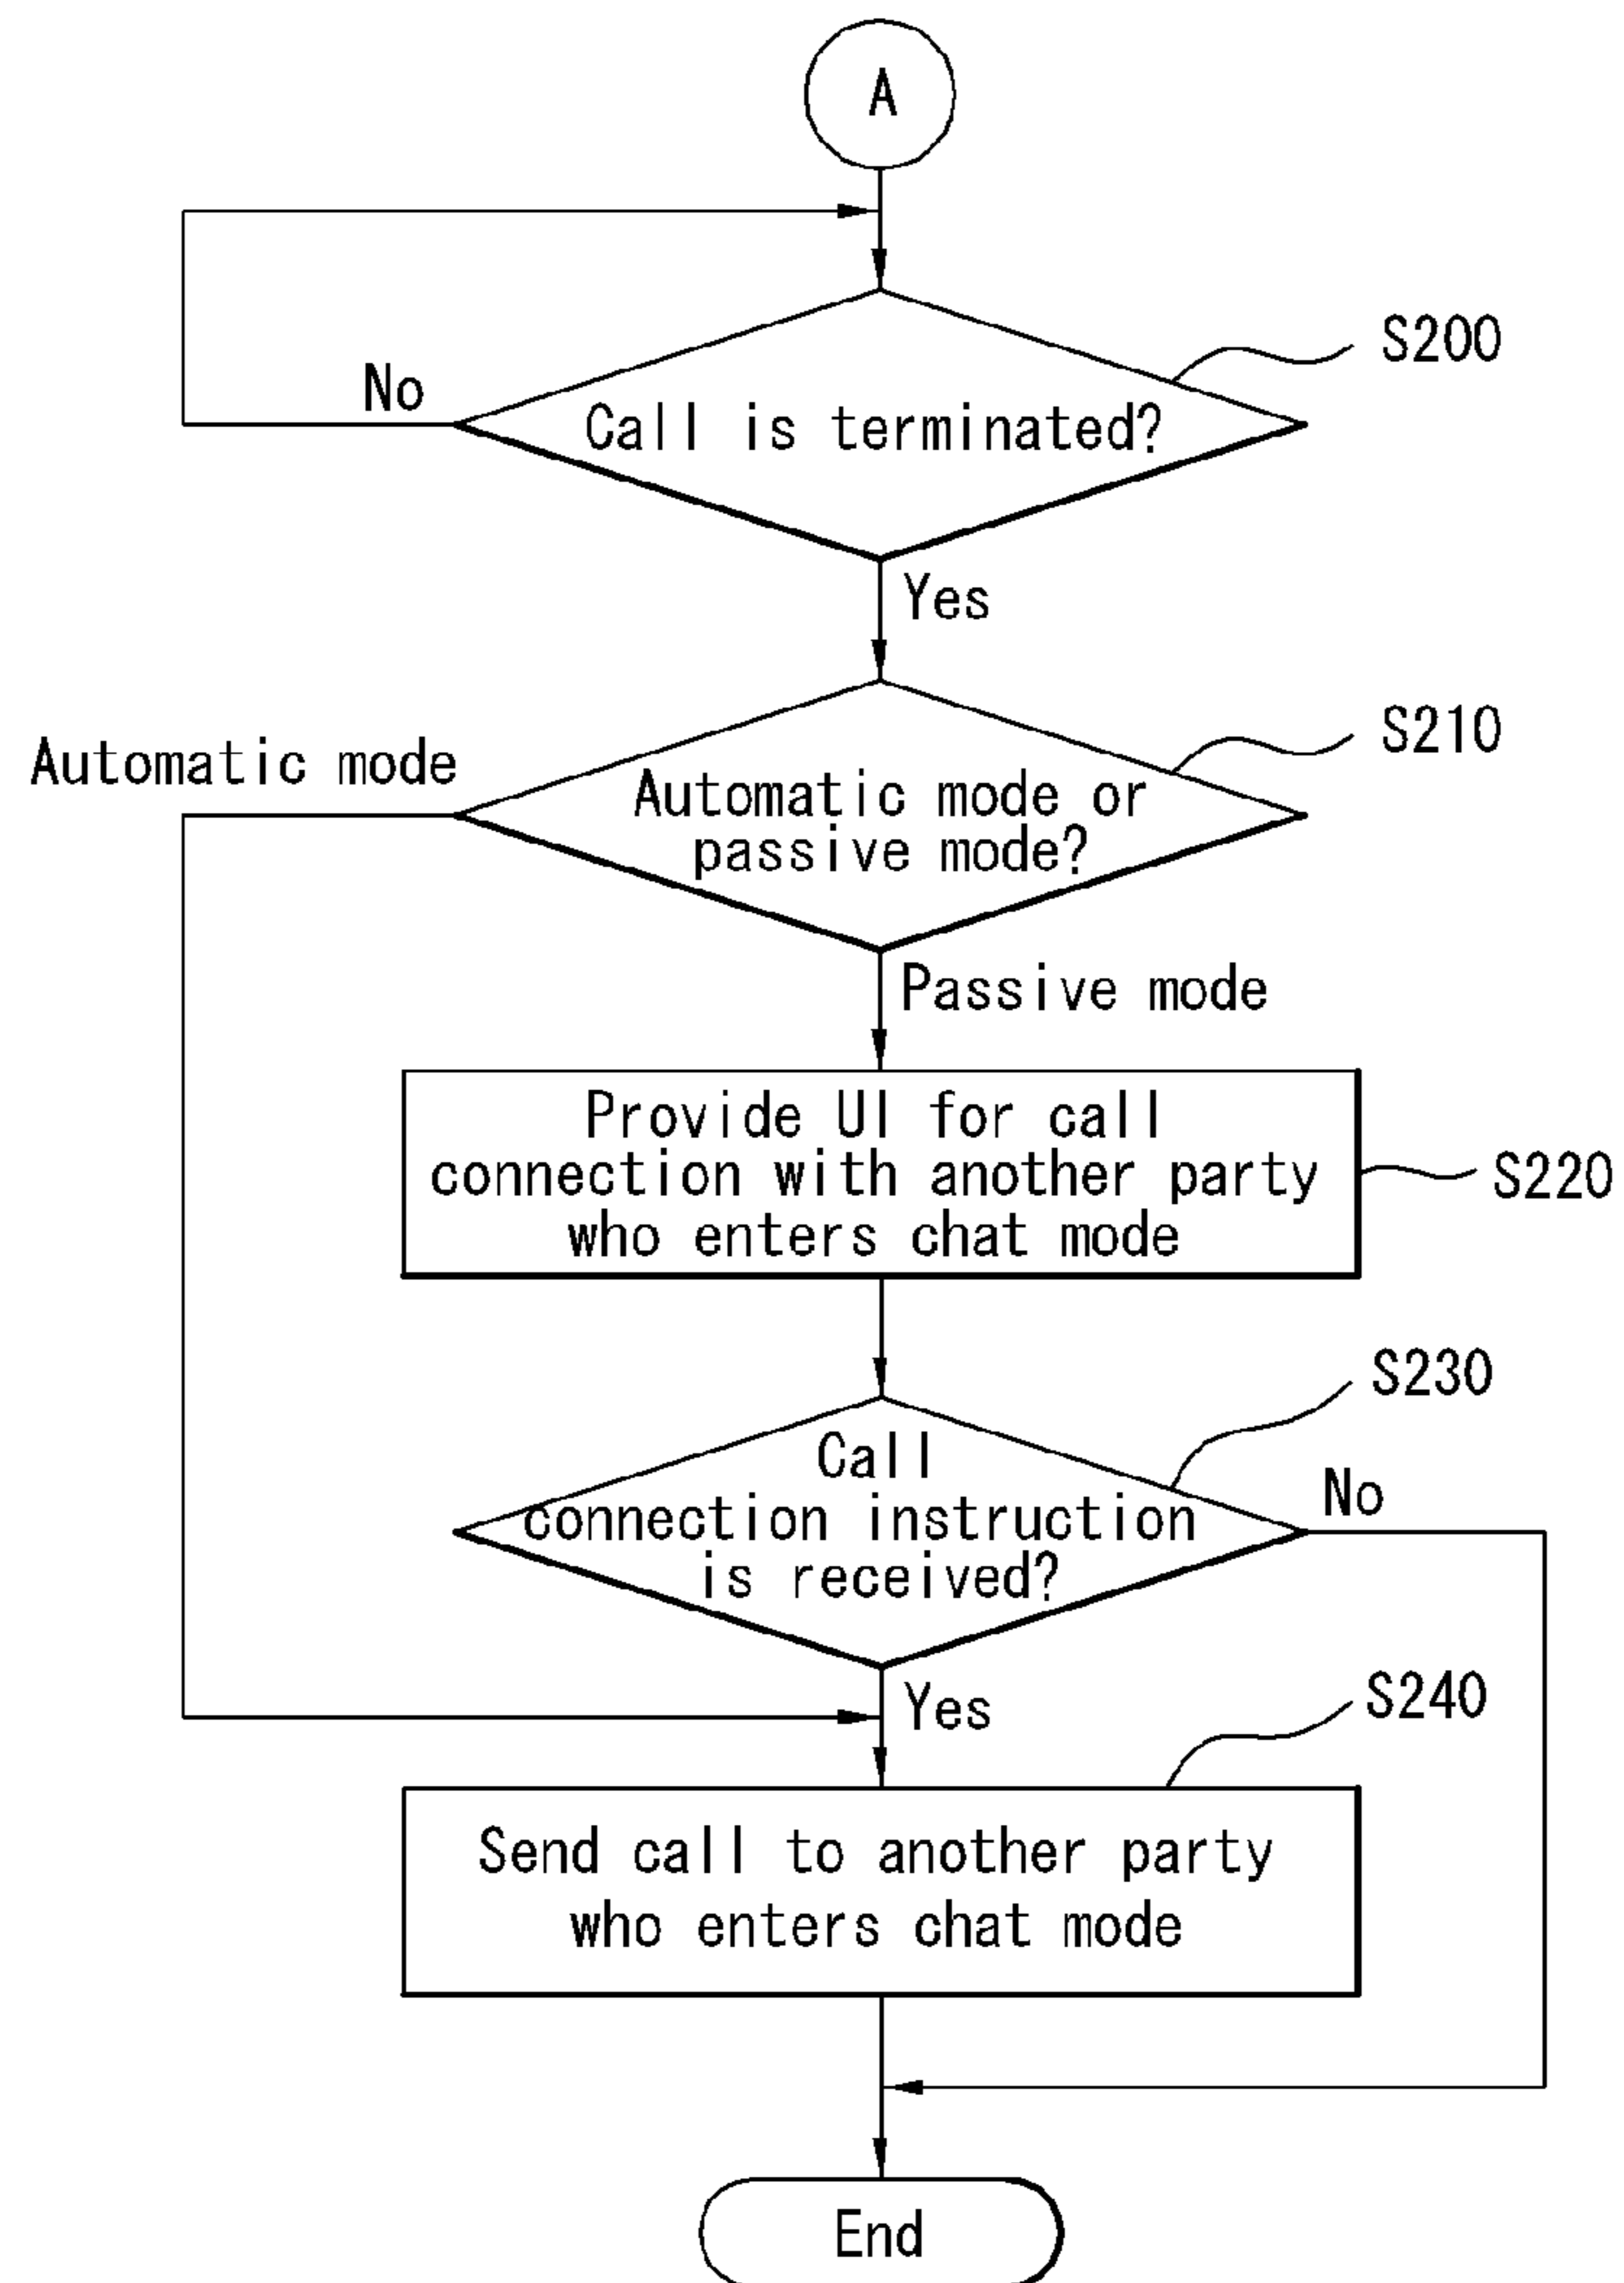 A
S200
No
Call is terminated?
Yes
S210
Automatic mode
Automatic mode or
passive mode?
Passive mode
Provide UI for call
connection with another party
who enters chat mode
S220
S230
Call
connection instruction
is received?
No
Yes
S240
Send call to another party
who enters chat mode
End